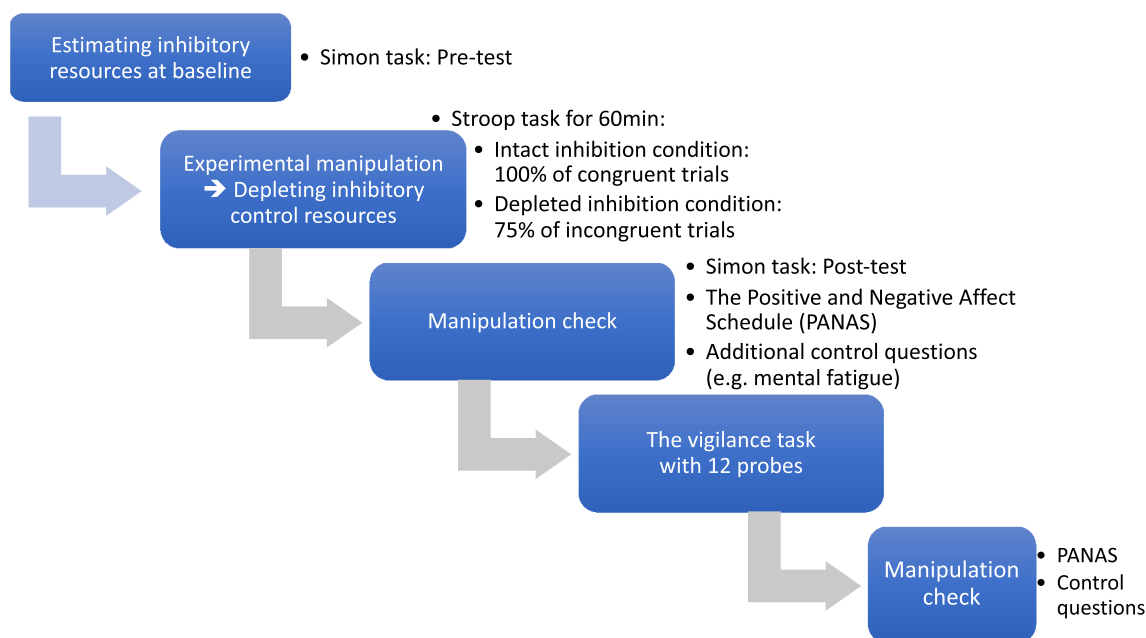 Estimating inhibitory
resources at baseline
• Simon task: Pre-test
• Stroop task for 60min:
• Intact inhibition condition:
100% of congruent trials
• Depleted inhibition condition:
75% of incongruent trials
Experimental manipulation
➔ Depleting inhibitory
control resources
• Simon task: Post-test
• The Positive and Negative Affect
Schedule (PANAS)
• Additional control questions
(e.g. mental fatigue)
Manipulation check
The vigilance task
with 12 probes
Manipulation
check
• PANAS
• Control
questions